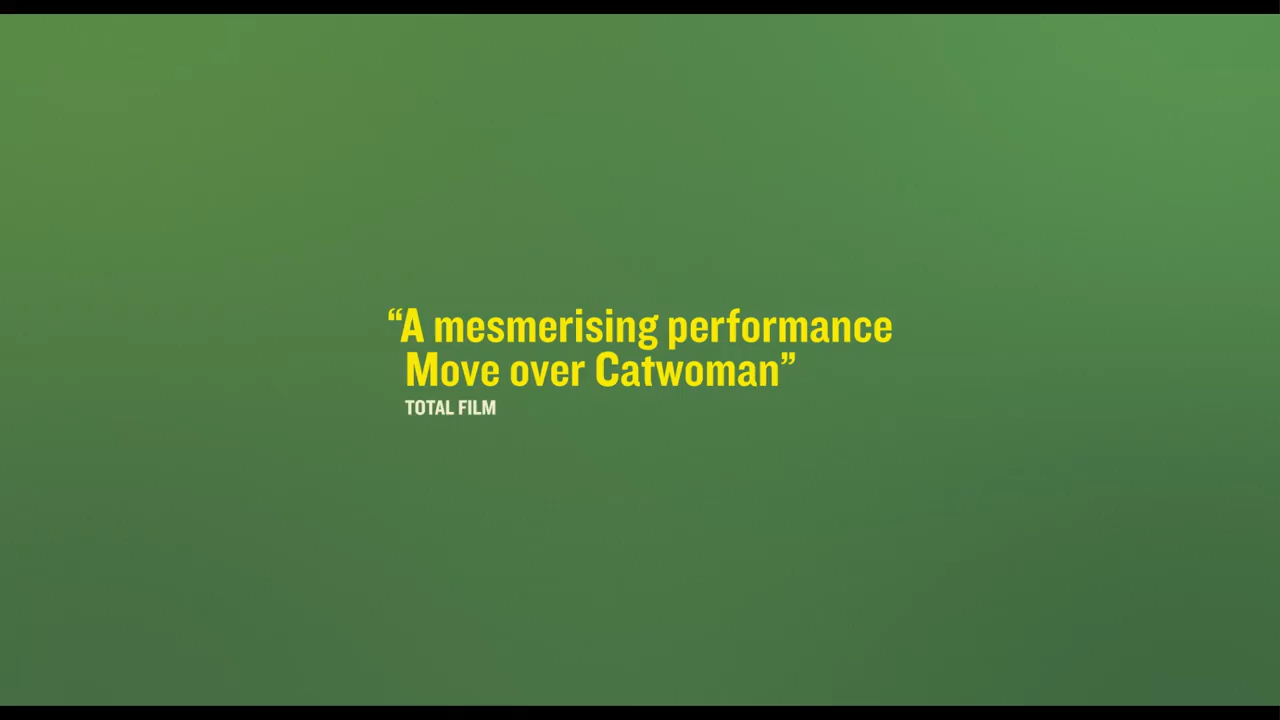 “A mesmerising performance
Move over Catwoman”
TOTAL FILM